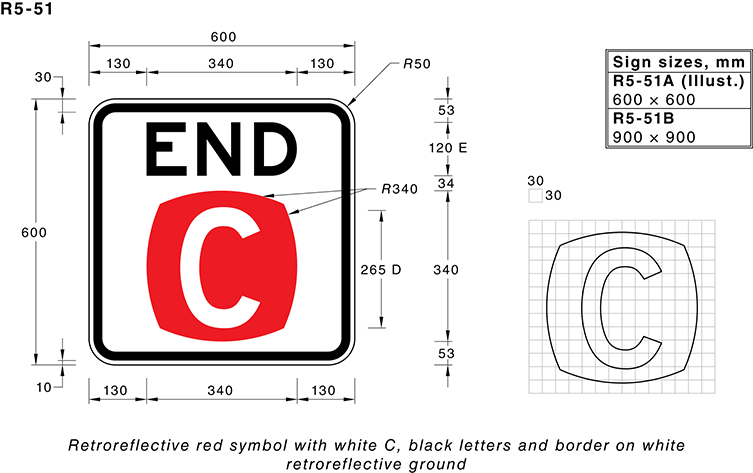 R5-51
600
130 340 130
R50
30
53
END
120 E
34
R340
C
600
265 D
340
53
10
130 340 130
Sign sizes, mm
R5-51A (Illust.)
600 × 600
R5-51B
900 × 900
30
30
C
Retroreflective red symbol with white C, black letters and border on white
retroreflective ground